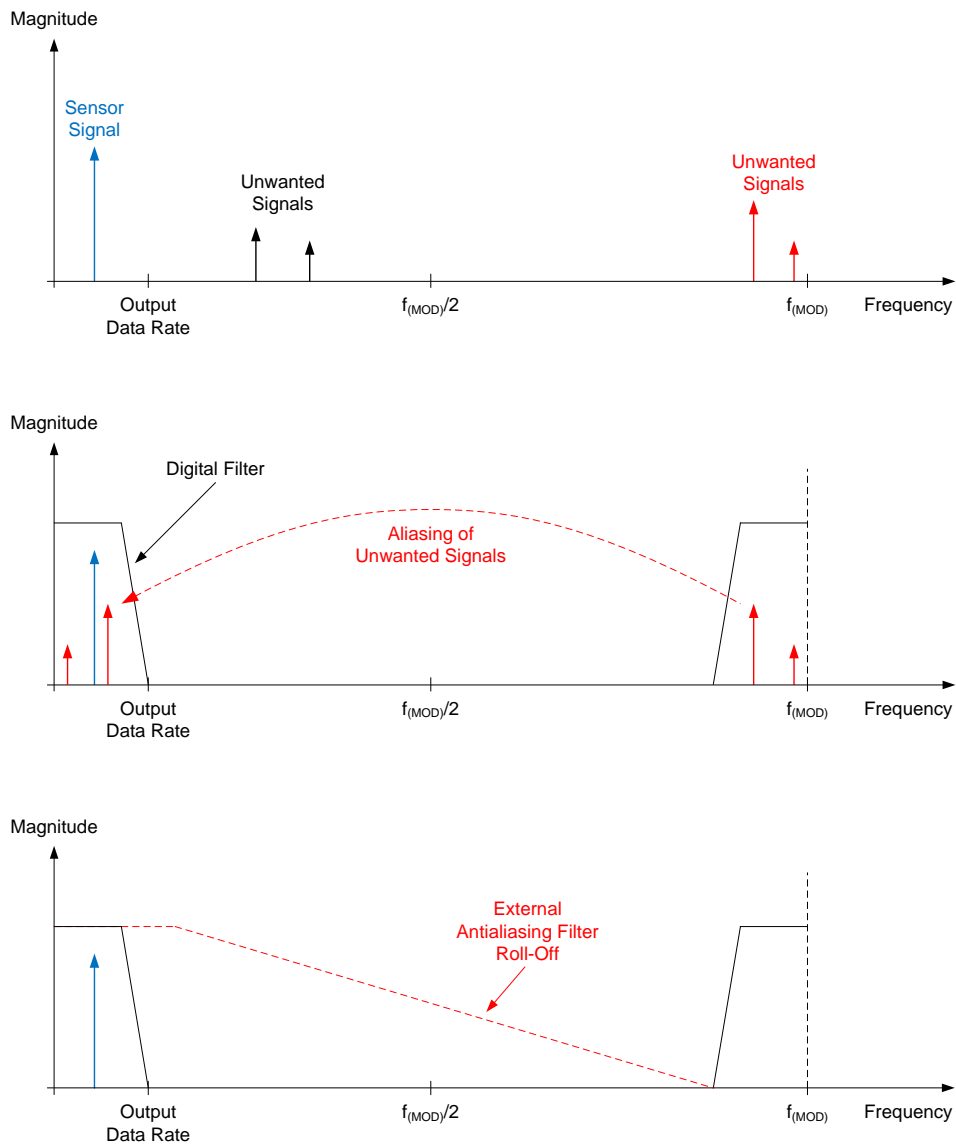 Magnitude
Sensor
Signal
Unwanted
Signals
Unwanted
Signals
Output
Data Rate
f(MOD)/2
f(MOD)
Frequency
Magnitude
Digital Filter
Aliasing of
Unwanted Signals
Output
Data Rate
f(MOD)/2
f(MOD)
Frequency
Magnitude
External
Antialiasing Filter
Roll-Off
Output
Data Rate
f(MOD)/2
f(MOD)
Frequency